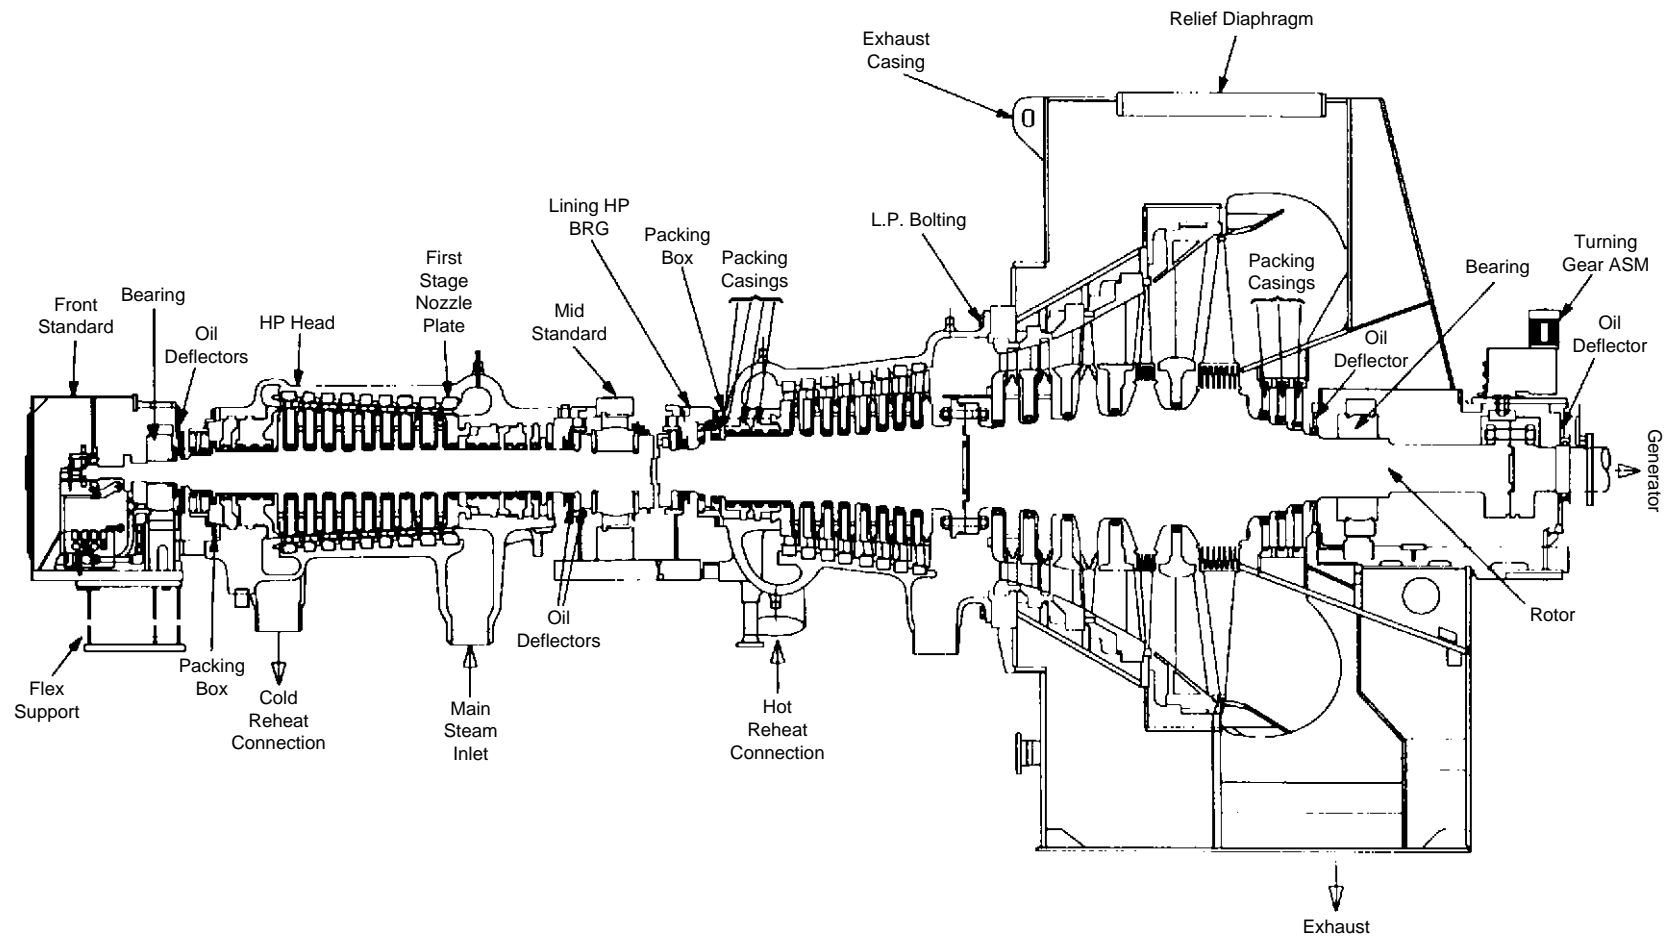 Relief Diaphragm
Exhaust
Casing
Lining HP
BRG
Packing
Box
Packing
Casings
L.P. Bolting
Packing
Casings
Bearing
Turning
Gear ASM
First
Stage
Nozzle
Plate
Mid
Standard
Front
Standard
Bearing
Oil
Deflectors
HP Head
Oil
Deflector
Oil
Deflector
Generator
Rotor
Flex
Support
Packing
Box
Cold
Reheat
Connection
Main
Steam
Inlet
Oil
Deflectors
Hot
Reheat
Connection
Exhaust